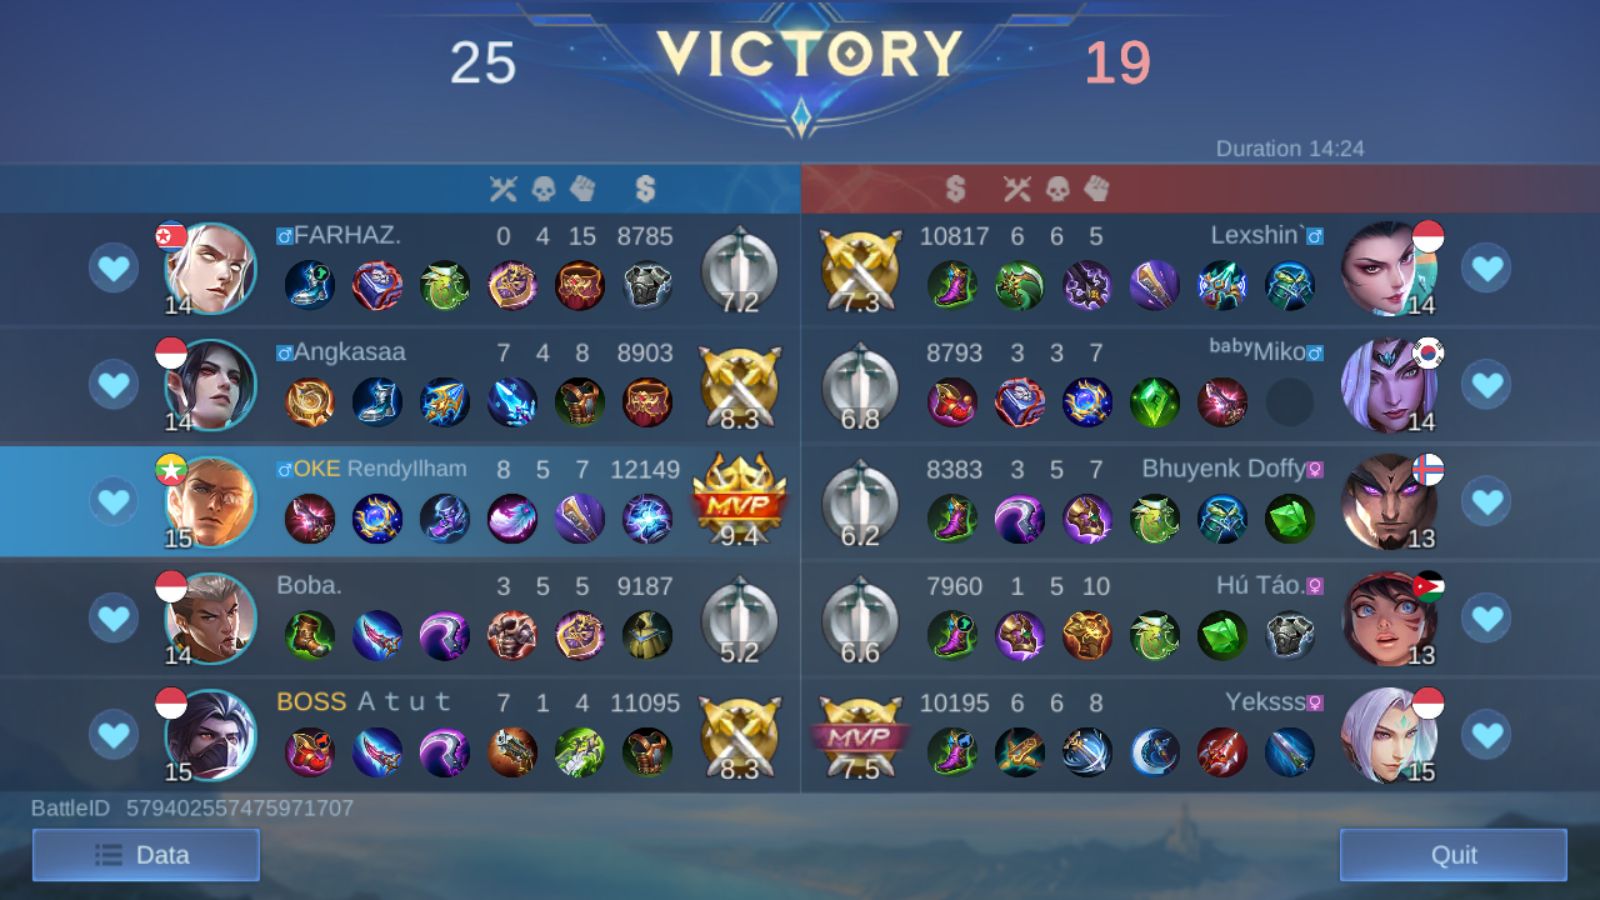 25 VICTORY 19
Duration 14:24
FARHAZ. 0 4 15 8785
14 7.2
7.3 10817 6 6 5 Lexshin`
14
Angkasaa 7 4 8 8903
14 8.3
6.8 8793 3 3 7 babyMiko
14
OKE RendyIlham 8 5 7 12149
15 MVP 9.4
6.2 8383 3 5 7 Bhuyenk Doffy
13
Boba. 3 5 5 9187
14 5.2
6.6 7960 1 5 10 Hú Táo.
13
BOSS A t u t 7 1 4 11095
15 8.3
MVP 7.5 10195 6 6 8 Yeksss
15
BattleID 579402557475971707
Data
Quit